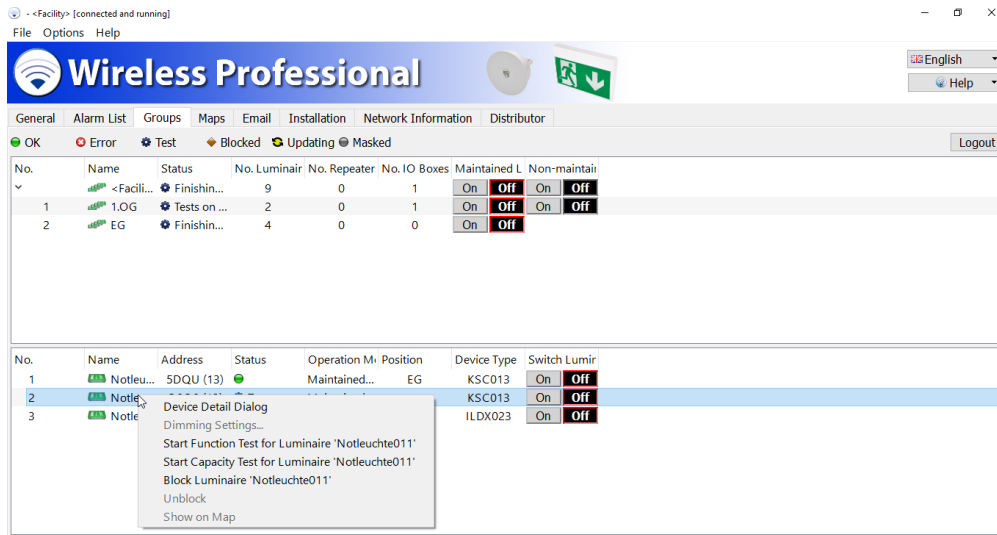 - <Facility> [connected and running]
File Options Help
Wireless Professional
English
Help
General Alarm List Groups Maps Email Installation Network Information Distributor
OK Error Test Blocked Updating Masked Logout
No. Name Status No. Luminair No. Repeater No. IO Boxes Maintained L Non-maintaii
<Facili... Finishin... 9 0 1 On Off On Off
1 1.OG Tests on ... 2 0 1 On Off On Off
2 EG Finishin... 4 0 0 On Off
No. Name Address Status Operation M Position Device Type Switch Lumir
1 Notleu... 5DQU (13) Maintained... EG KSC013 On Off
2 Notle KSC013 On Off
3 Notle ILDX023 On Off
Device Detail Dialog
Dimming Settings...
Start Function Test for Luminaire 'Notleuchte011'
Start Capacity Test for Luminaire 'Notleuchte011'
Block Luminaire 'Notleuchte011'
Unblock
Show on Map